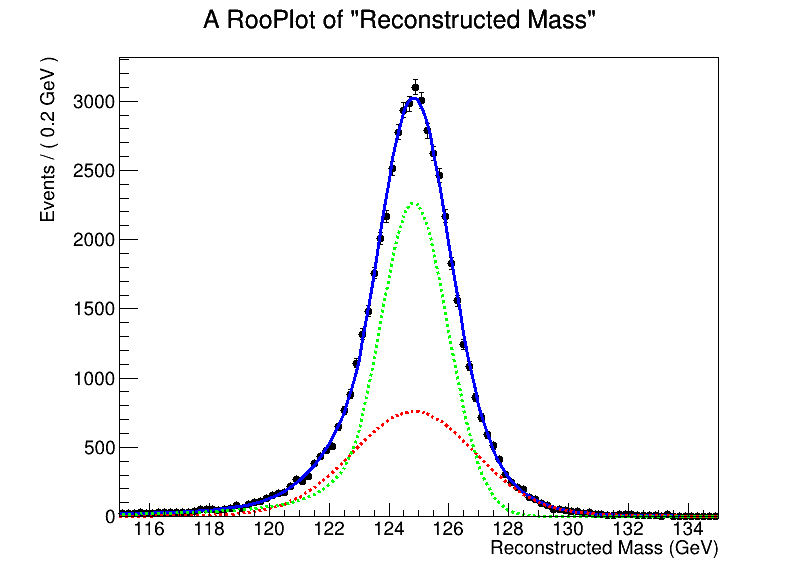 A RooPlot of "Reconstructed Mass"
Events / ( 0.2 GeV )
3000
2500
2000
1500
1000
500
0
116 118 120 122 124 126 128 130 132 134
Reconstructed Mass (GeV)